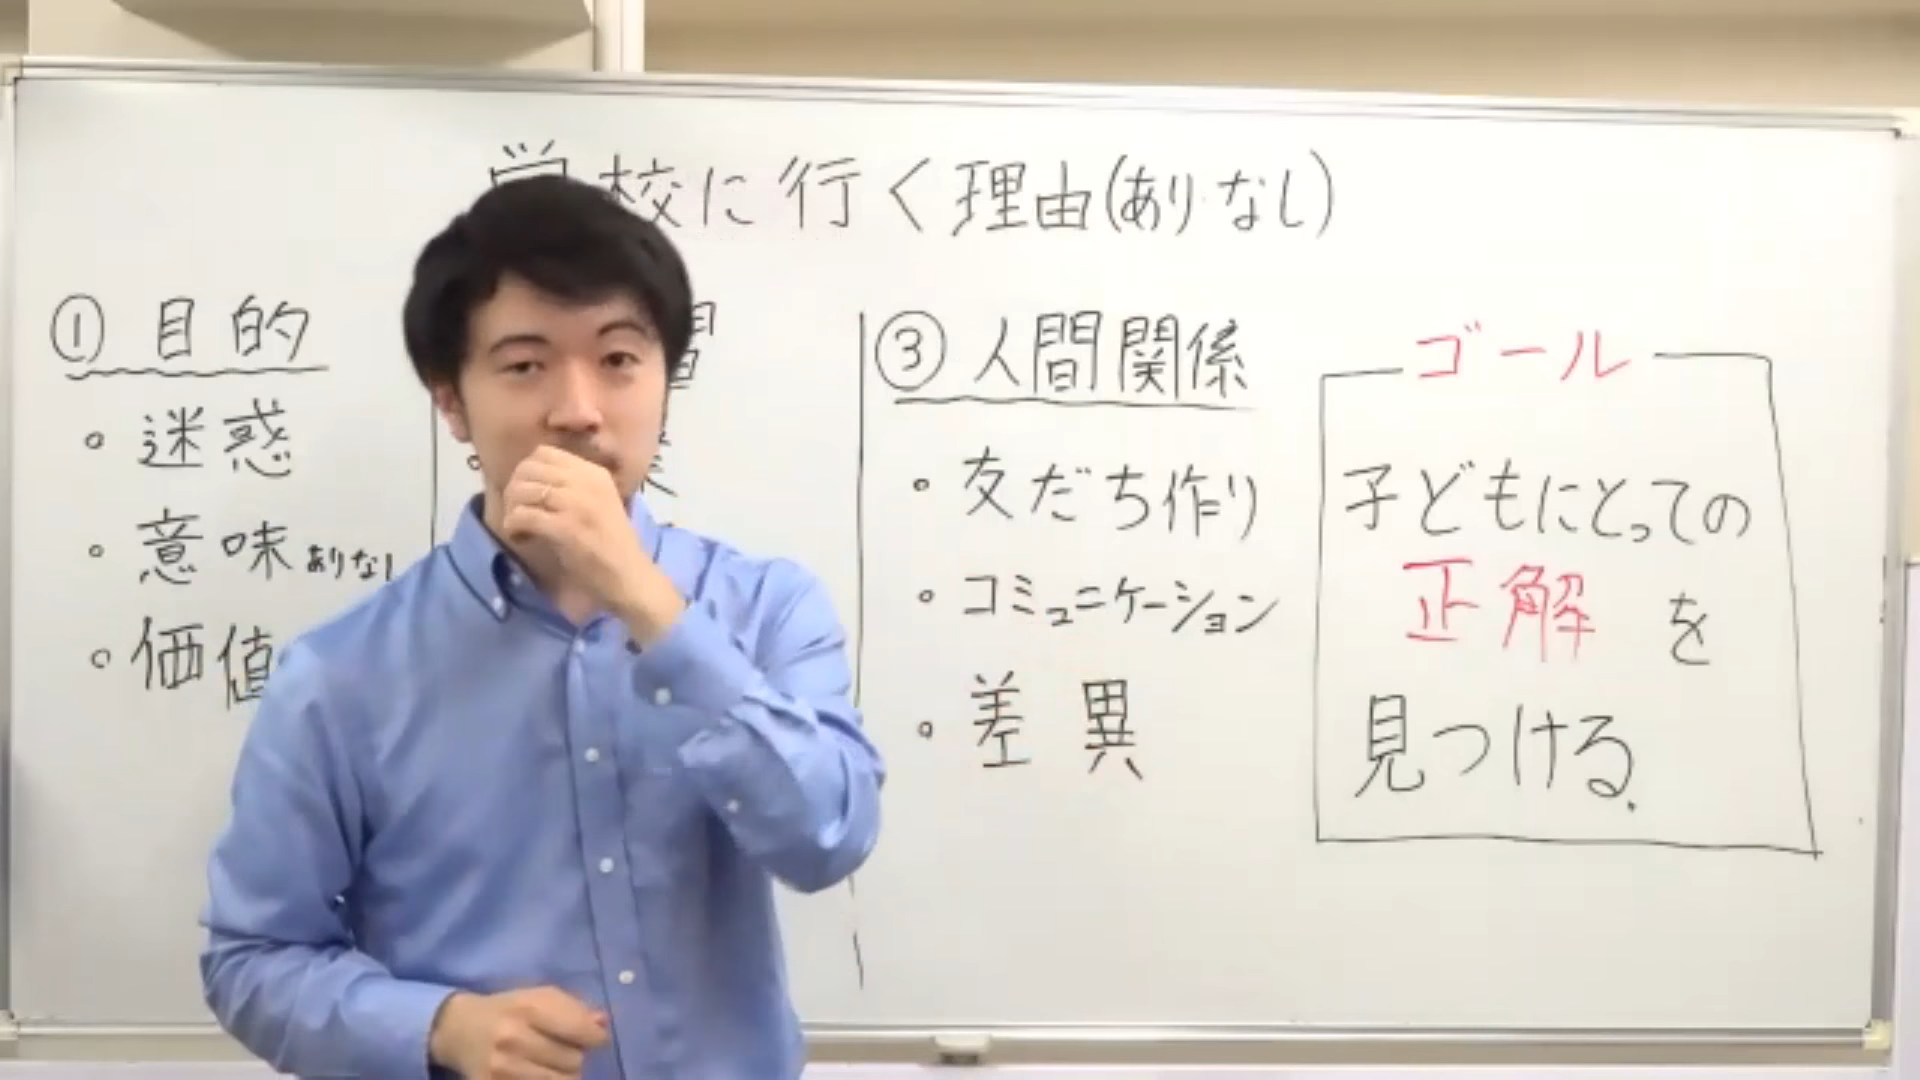 学校に行く理由(あり・なし)
① 目的
・迷惑
・意味ありなし
・価値
③ 人間関係
・友だち作り
・コミュニケーション
・差異
ゴール
子どもにとっての
正解を
見つける.